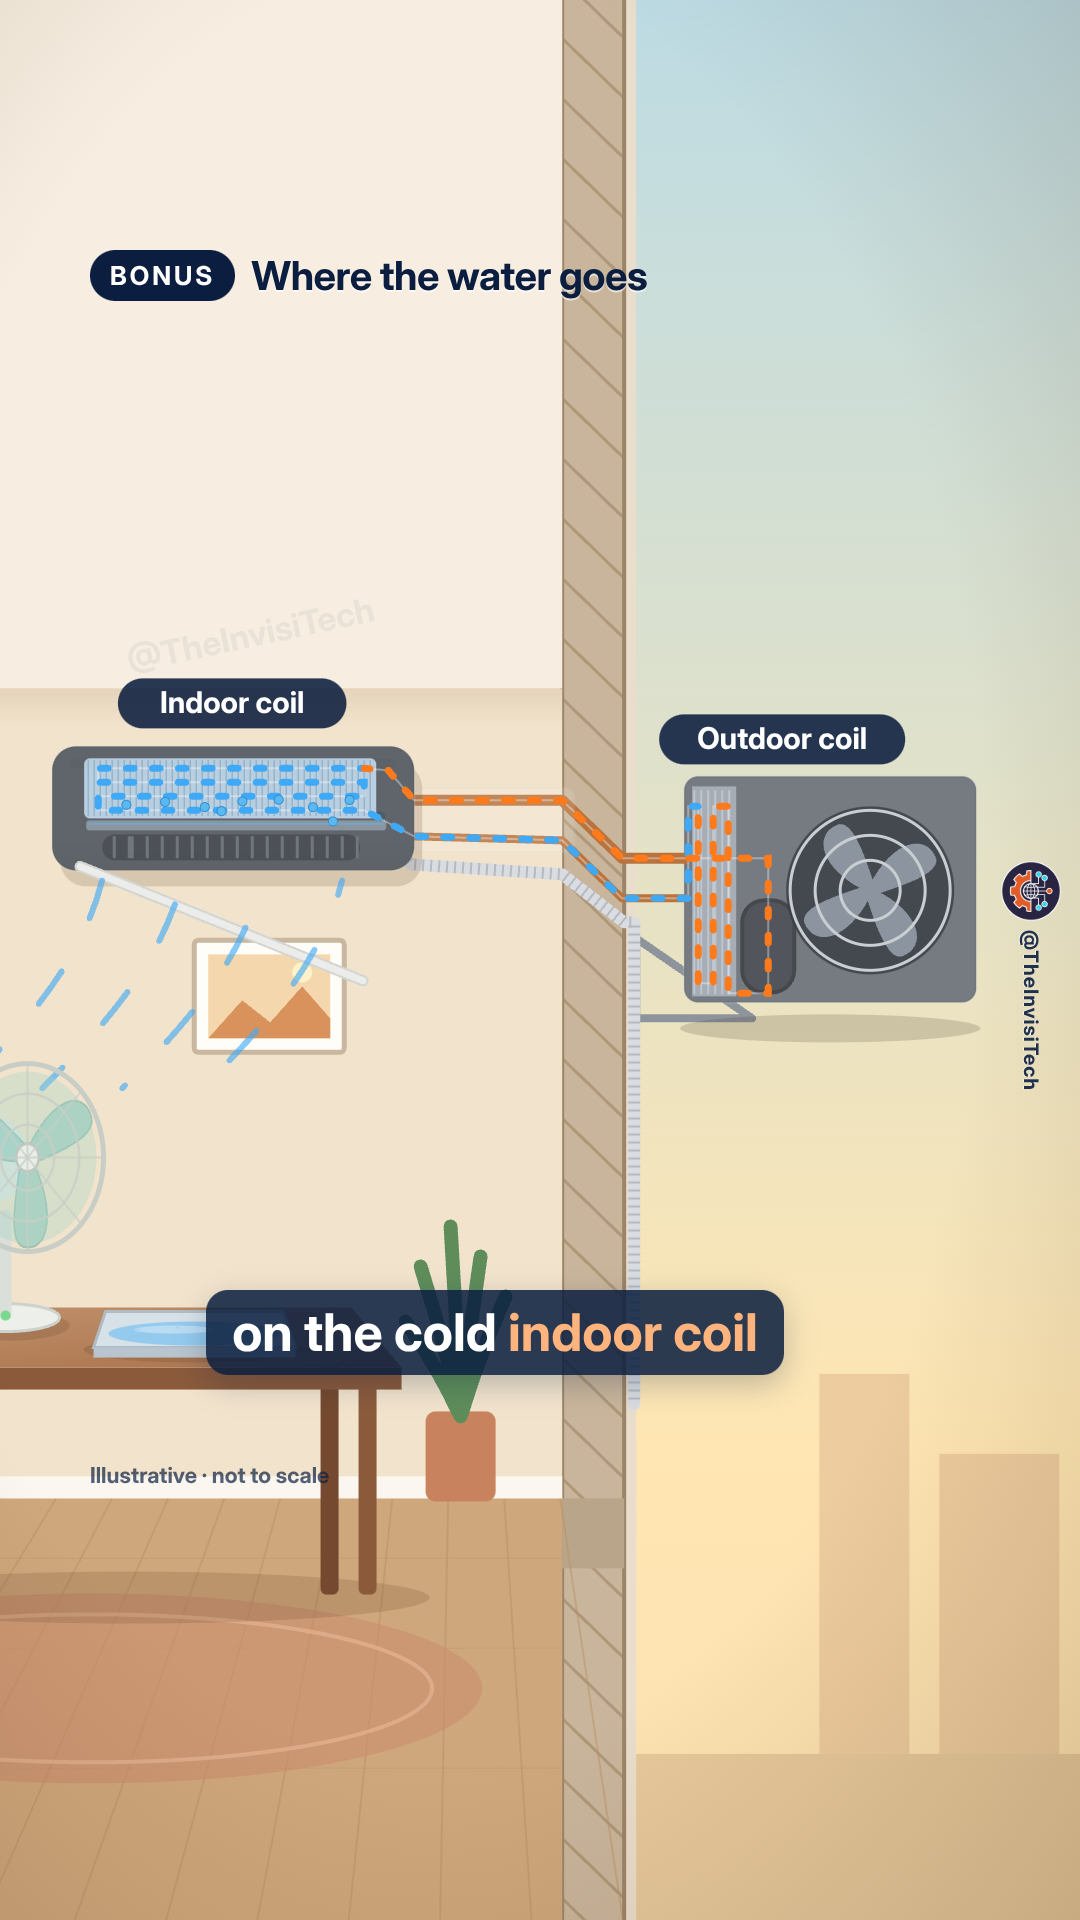 BONUS Where the water goes
@TheInvisiTech
Indoor coil
Outdoor coil
@TheInvisiTech
on the cold indoor coil
Illustrative · not to scale